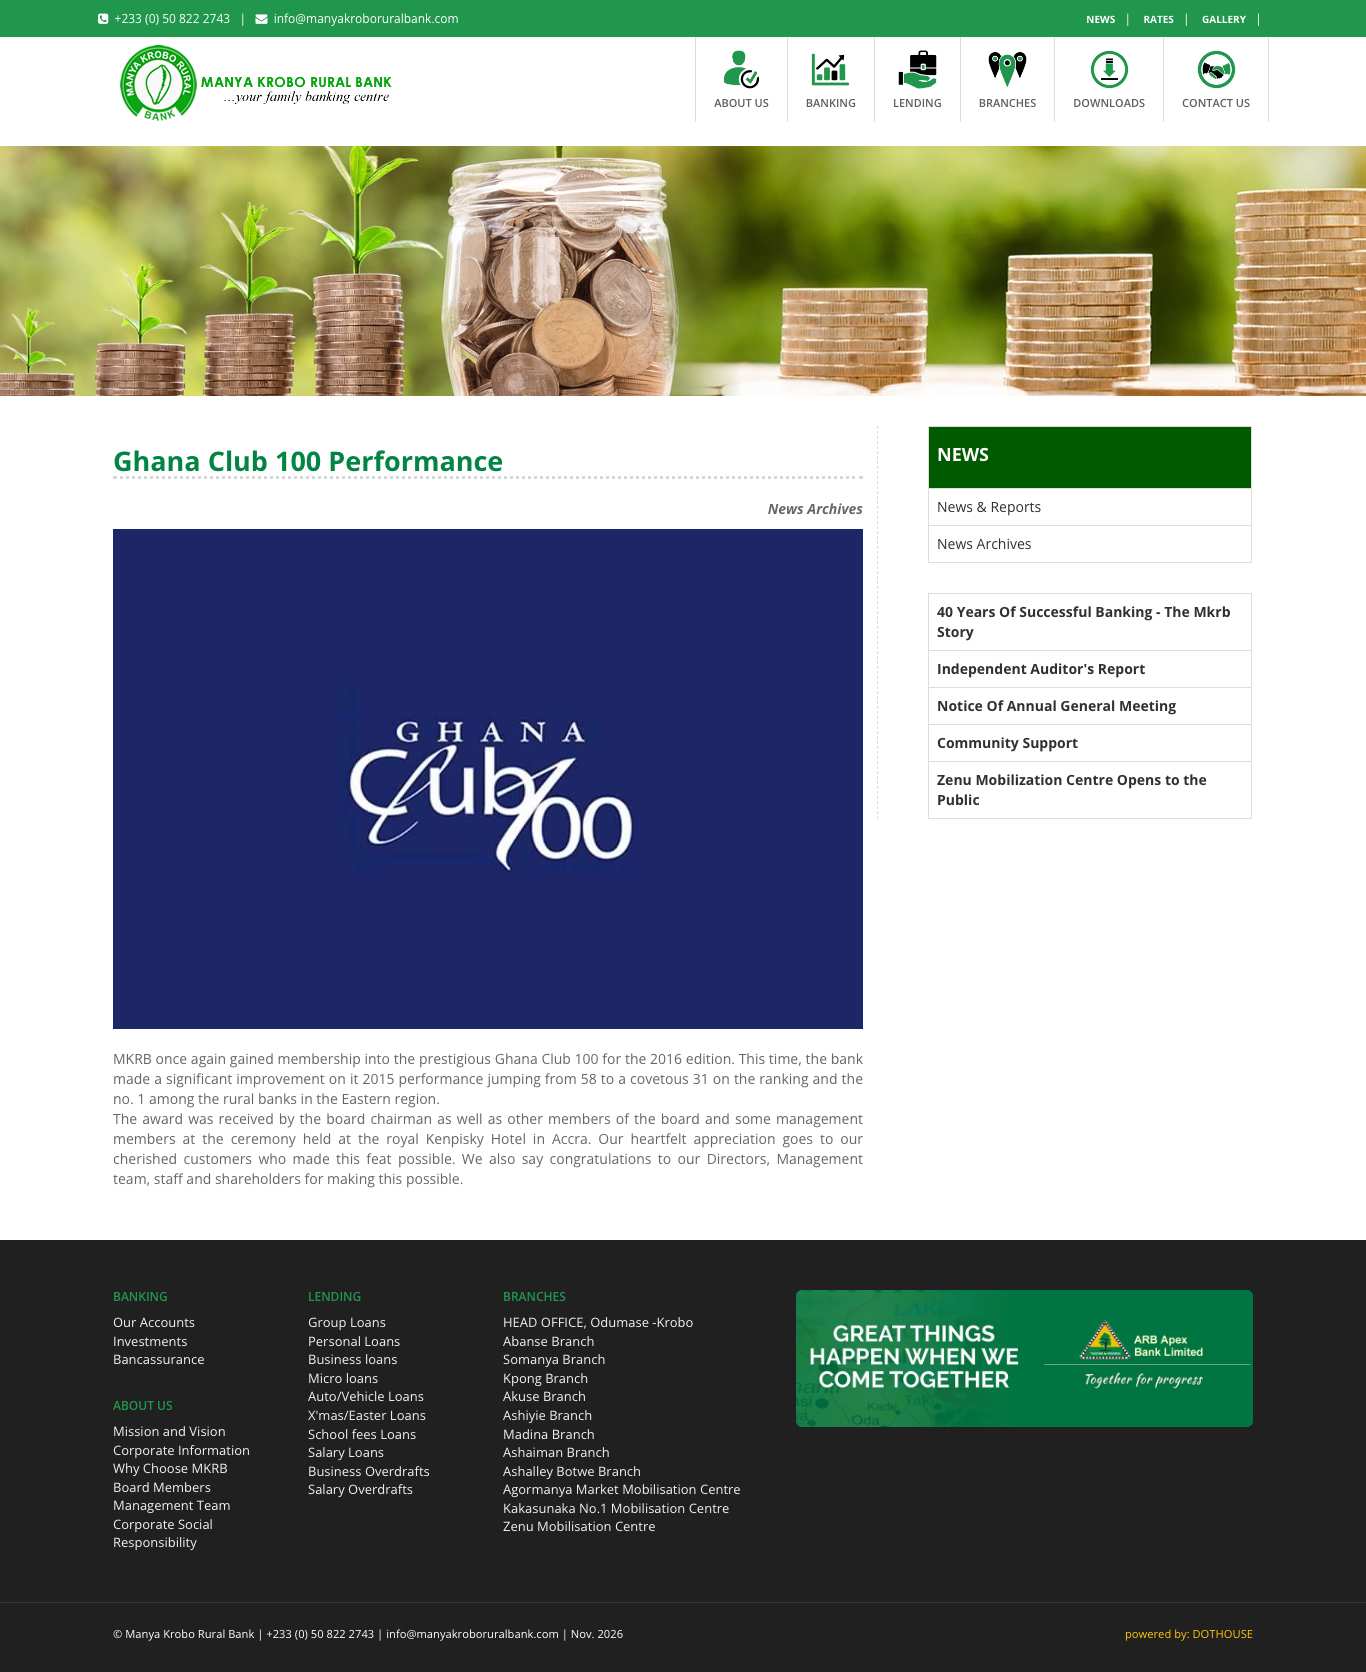 +233 (0) 50 822 2743 | info@manyakroboruralbank.com
NEWS | RATES | GALLERY |
MANYA KROBO RURAL
BANK
MANYA KROBO RURAL BANK
...your family banking centre
ABOUT US
BANKING
LENDING
BRANCHES
DOWNLOADS
CONTACT US
Ghana Club 100 Performance
News Archives
GHANA
Club 100
MKRB once again gained membership into the prestigious Ghana Club 100 for the 2016 edition. This time, the bank
made a significant improvement on it 2015 performance jumping from 58 to a covetous 31 on the ranking and the
no. 1 among the rural banks in the Eastern region.
The award was received by the board chairman as well as other members of the board and some management
members at the ceremony held at the royal Kenpisky Hotel in Accra. Our heartfelt appreciation goes to our
cherished customers who made this feat possible. We also say congratulations to our Directors, Management
team, staff and shareholders for making this possible.
NEWS
News & Reports
News Archives
40 Years Of Successful Banking - The Mkrb
Story
Independent Auditor's Report
Notice Of Annual General Meeting
Community Support
Zenu Mobilization Centre Opens to the
Public
BANKING
Our Accounts
Investments
Bancassurance
ABOUT US
Mission and Vision
Corporate Information
Why Choose MKRB
Board Members
Management Team
Corporate Social
Responsibility
LENDING
Group Loans
Personal Loans
Business loans
Micro loans
Auto/Vehicle Loans
X'mas/Easter Loans
School fees Loans
Salary Loans
Business Overdrafts
Salary Overdrafts
BRANCHES
HEAD OFFICE, Odumase -Krobo
Abanse Branch
Somanya Branch
Kpong Branch
Akuse Branch
Ashiyie Branch
Madina Branch
Ashaiman Branch
Ashalley Botwe Branch
Agormanya Market Mobilisation Centre
Kakasunaka No.1 Mobilisation Centre
Zenu Mobilisation Centre
GREAT THINGS
HAPPEN WHEN WE
COME TOGETHER
ARB Apex
Bank Limited
Together for progress
© Manya Krobo Rural Bank | +233 (0) 50 822 2743 | info@manyakroboruralbank.com | Nov. 2026
powered by: DOTHOUSE